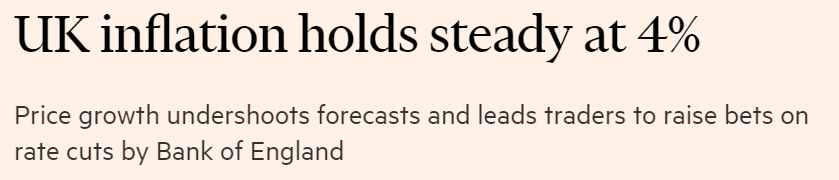 UK inflation holds steady at 4%
Price growth undershoots forecasts and leads traders to raise bets on
rate cuts by Bank of England